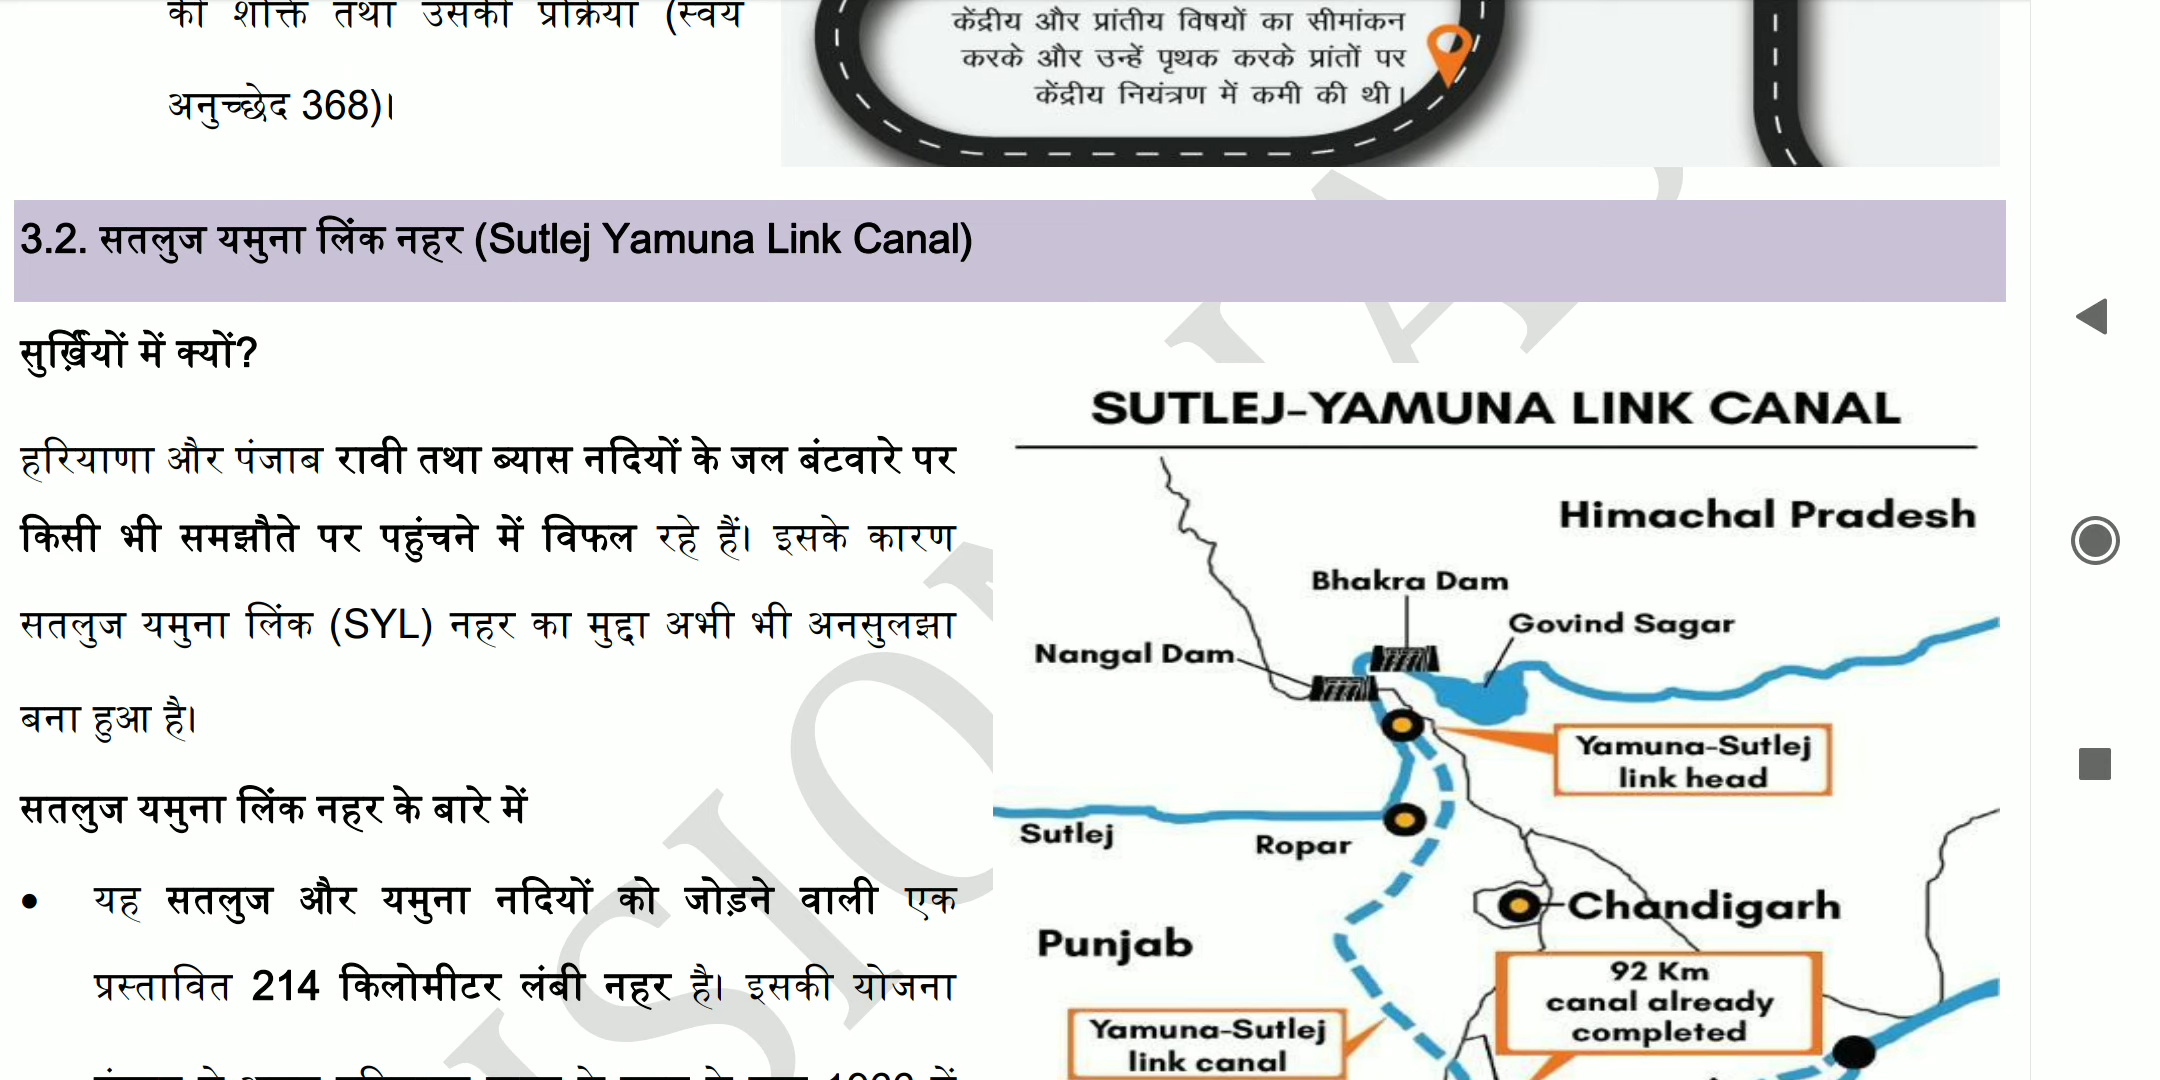 की शक्ति तथा उसकी प्रक्रिया (स्वयं
अनुच्छेद 368)।
केंद्रीय और प्रांतीय विषयों का सीमांकन
करके और उन्हें पृथक करके प्रांतों पर
केंद्रीय नियंत्रण में कमी की थी।
3.2. सतलुज यमुना लिंक नहर (Sutlej Yamuna Link Canal)
सुर्ख़ियों में क्यों?
हरियाणा और पंजाब रावी तथा ब्यास नदियों के जल बंटवारे पर
किसी भी समझौते पर पहुंचने में विफल रहे हैं। इसके कारण
सतलुज यमुना लिंक (SYL) नहर का मुद्दा अभी भी अनसुलझा
बना हुआ है।
सतलुज यमुना लिंक नहर के बारे में
• यह सतलुज और यमुना नदियों को जोड़ने वाली एक
प्रस्तावित 214 किलोमीटर लंबी नहर है। इसकी योजना
SUTLEJ-YAMUNA LINK CANAL
Himachal Pradesh
Bhakra Dam
Govind Sagar
Nangal Dam
Yamuna-Sutlej
link head
Sutlej
Ropar
Chandigarh
Punjab
92 Km
canal already
completed
Yamuna-Sutlej
link canal